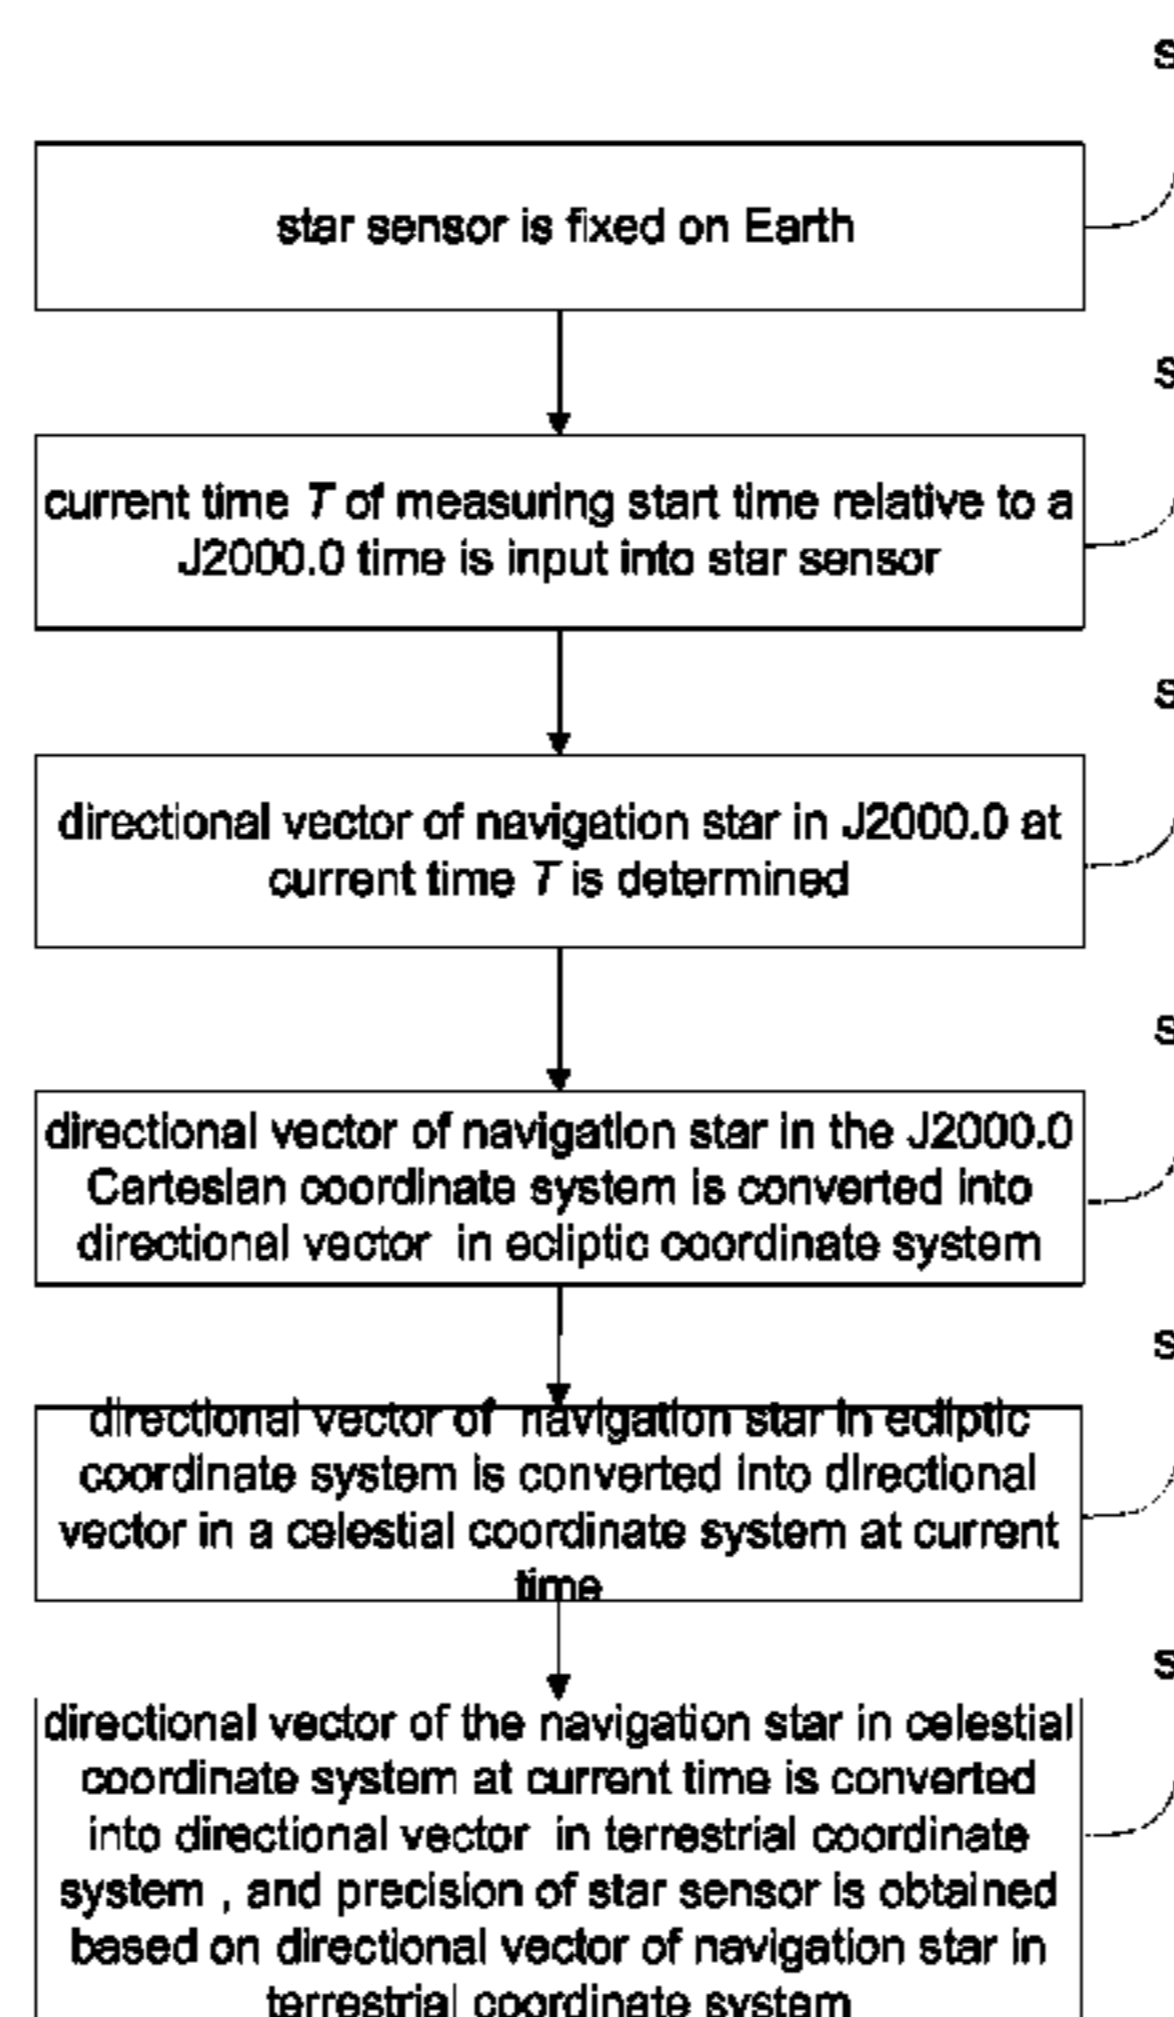 S
star sensor is fixed on Earth
S
current time T of measuring start time relative to a
J2000.0 time is input into star sensor
S
directional vector of navigation star in J2000.0 at
current time T is determined
S
directional vector of navigation star in the J2000.0
Cartesian coordinate system is converted into
directional vector in ecliptic coordinate system
S
directional vector of navigation star in ecliptic
coordinate system is converted into directional
vector in a celestial coordinate system at current
time
S
directional vector of the navigation star in celestial
coordinate system at current time is converted
into directional vector in terrestrial coordinate
system , and precision of star sensor is obtained
based on directional vector of navigation star in
terrestrial coordinate system